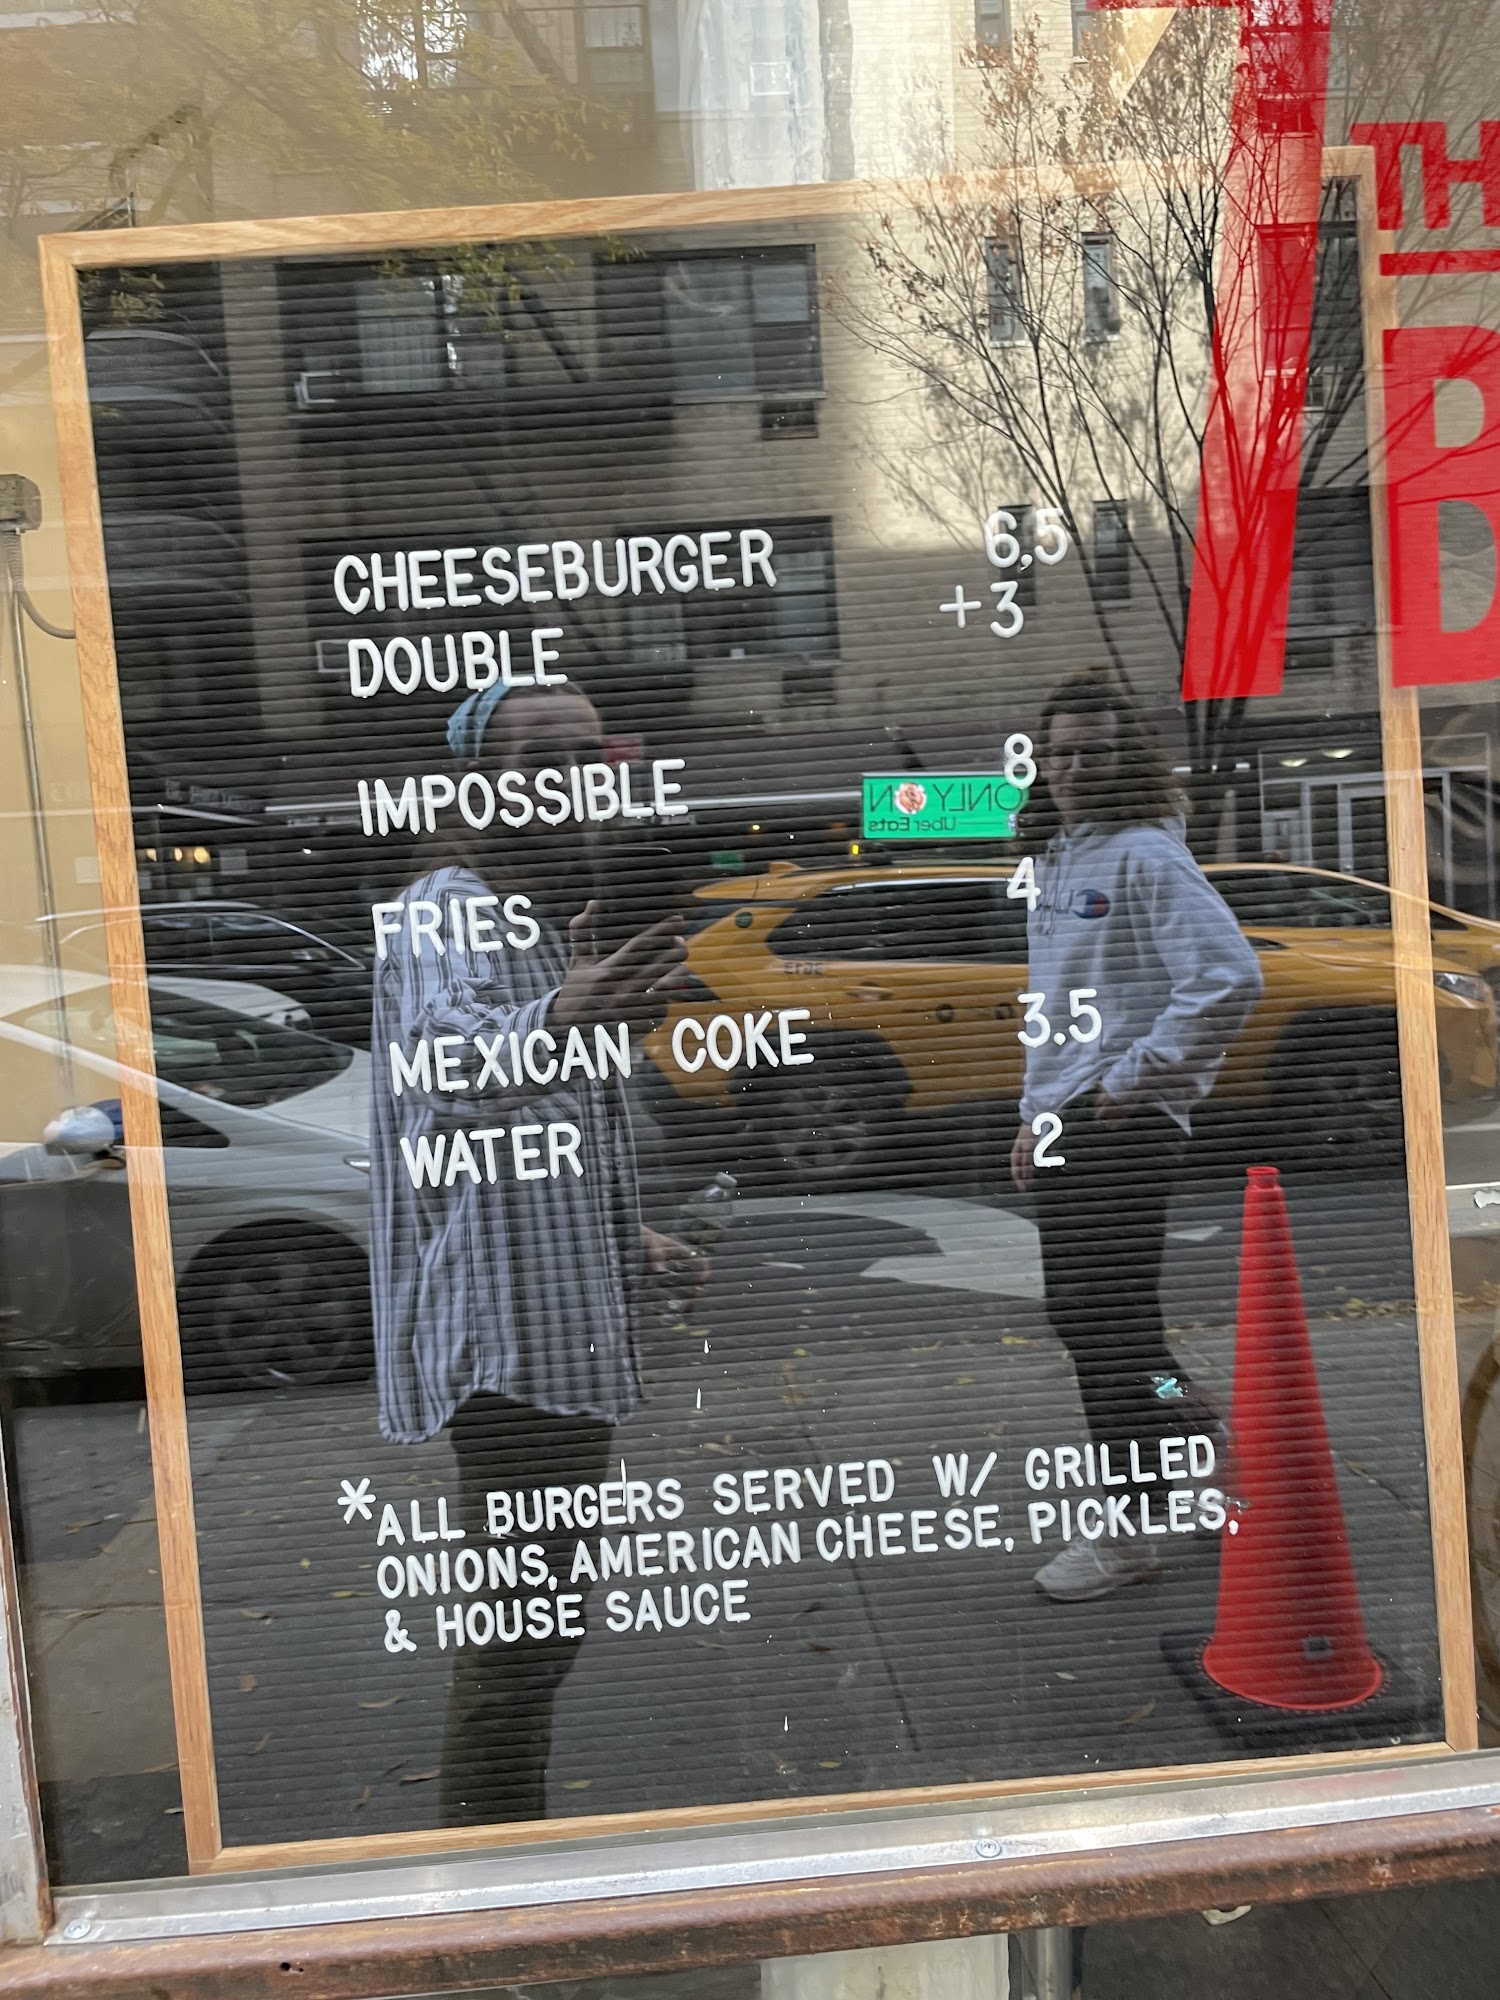 CHEESEBURGER 6.5
DOUBLE +3
IMPOSSIBLE 8
FRIES 4
MEXICAN COKE 3.5
WATER 2
*ALL BURGERS SERVED W/ GRILLED
ONIONS, AMERICAN CHEESE, PICKLES,
& HOUSE SAUCE
7
TH
ONLY ON
Uber Eats